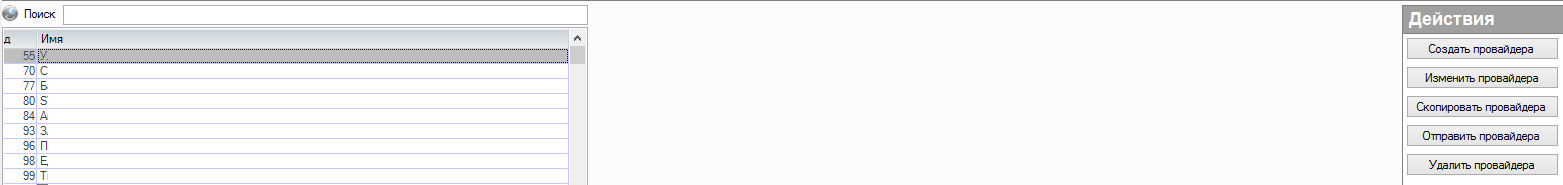 Поиск
д Имя
55 У.
70 С
77 Б
80 S
84 А
93 З.
96 П
98 Е
99 Т
Действия
Создать провайдера
Изменить провайдера
Скопировать провайдера
Отправить провайдера
Удалить провайдера